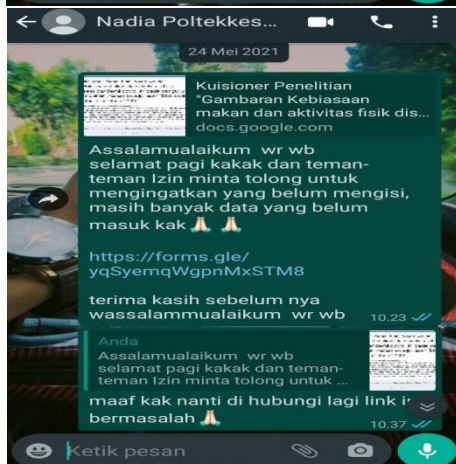 Nadia Poltekkes...
24 Mei 2021
Kuisioner Penelitian
"Gambaran Kebiasaan
makan dan aktivitas fisik dis...
docs.google.com
Assalamualaikum wr wb
selamat pagi kakak dan teman-
teman Izin minta tolong untuk
mengingatkan yang belum mengisi,
masih banyak data yang belum
masuk kak 🙏🏻 🙏🏻
https://forms.gle/
yqSyemqWgpnMxSTM8
terima kasih sebelum nya
wassalammualaikum wr wb
10.23
Anda
Assalamualaikum wr wb
selamat pagi kakak dan teman-
teman Izin minta tolong untuk ...
maaf kak nanti di hubungi lagi link
bermasalah 🙏🏻
10.37
Ketik pesan